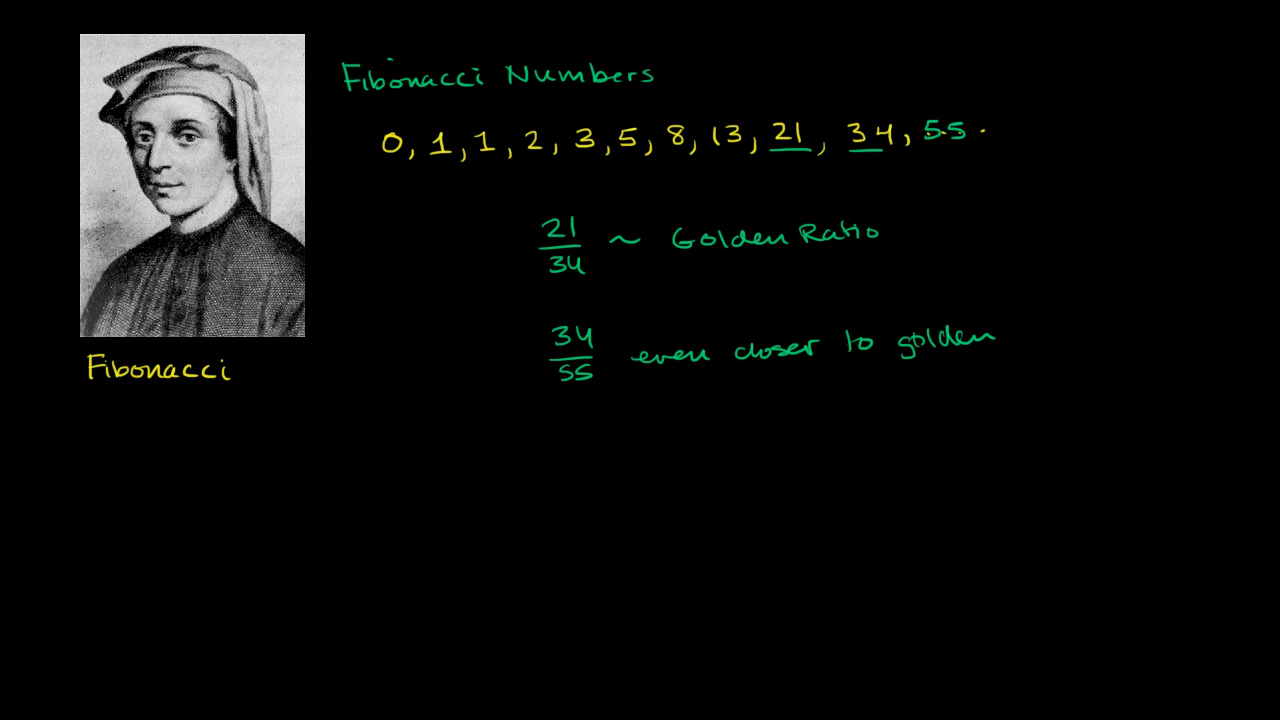 Fibonacci Numbers
0, 1, 1, 2, 3, 5, 8, 13, 21, 34, 55.
21
34
~ Golden Ratio
34
55
even closer to golden
Fibonacci